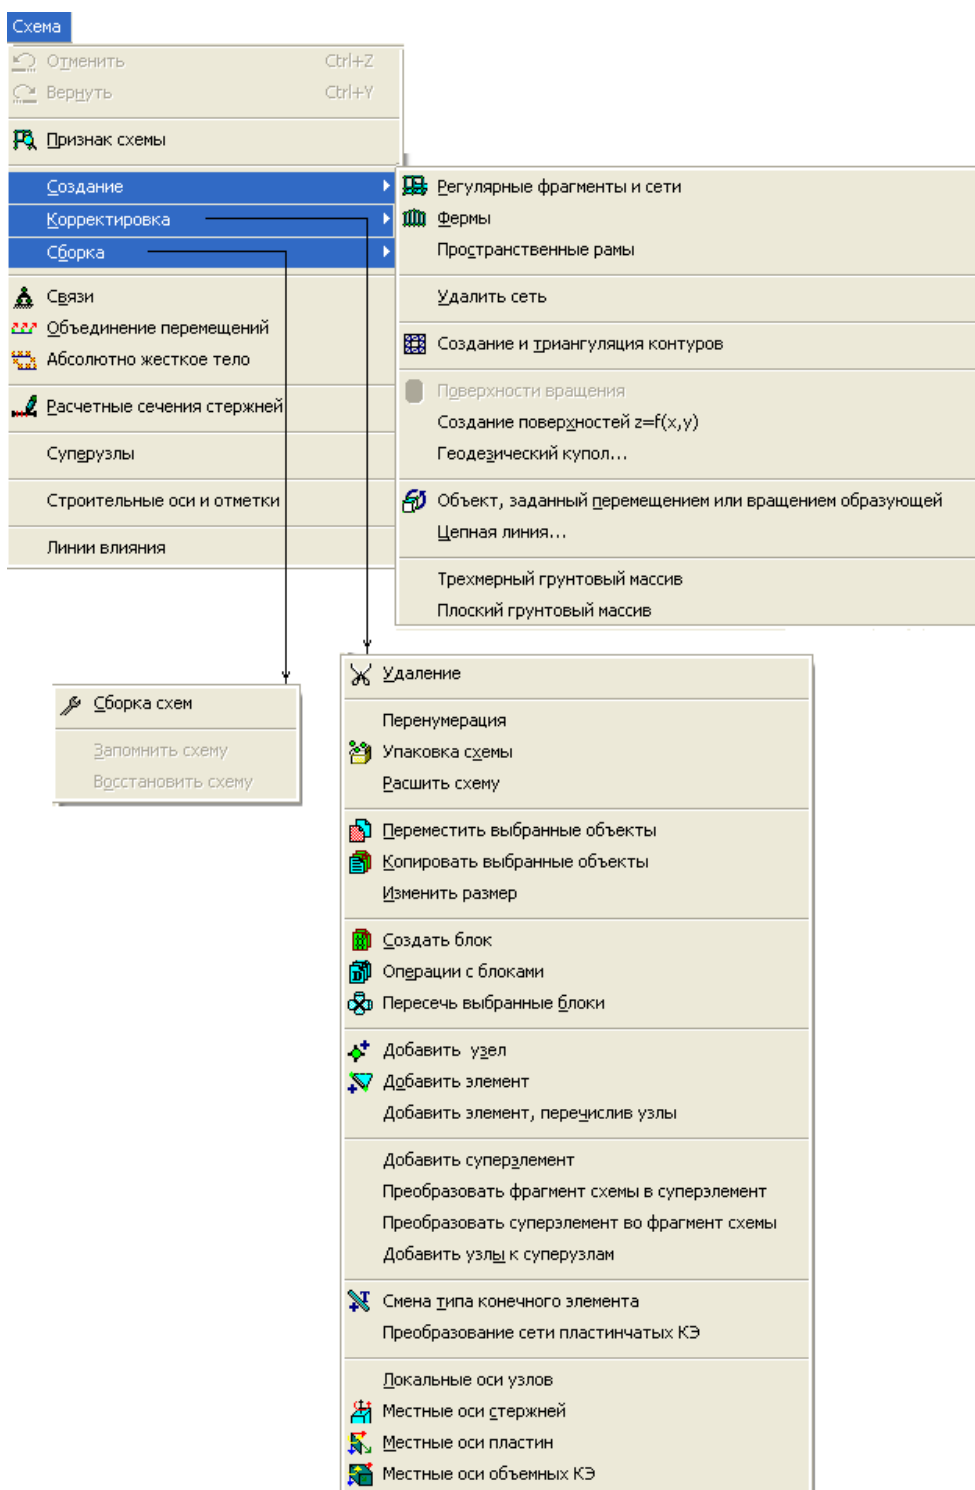 Схема
Отменить Ctrl+Z
Вернуть Ctrl+Y
Признак схемы
Создание
Корректировка
Сборка
Связи
Объединение перемещений
Абсолютно жесткое тело
Расчетные сечения стержней
Суперузлы
Строительные оси и отметки
Линии влияния
Регулярные фрагменты и сети
Фермы
Пространственные рамы
Удалить сеть
Создание и триангуляция контуров
Поверхности вращения
Создание поверхностей z=f(x,y)
Геодезический купол...
Объект, заданный перемещением или вращением образующей
Цепная линия...
Трехмерный грунтовый массив
Плоский грунтовый массив
Сборка схем
Запомнить схему
Восстановить схему
Удаление
Перенумерация
Упаковка схемы
Расшить схему
Переместить выбранные объекты
Копировать выбранные объекты
Изменить размер
Создать блок
Операции с блоками
Пересечь выбранные блоки
Добавить узел
Добавить элемент
Добавить элемент, перечислив узлы
Добавить суперэлемент
Преобразовать фрагмент схемы в суперэлемент
Преобразовать суперэлемент во фрагмент схемы
Добавить узлы к суперузлам
Смена типа конечного элемента
Преобразование сети пластинчатых КЭ
Локальные оси узлов
Местные оси стержней
Местные оси пластин
Местные оси объемных КЭ